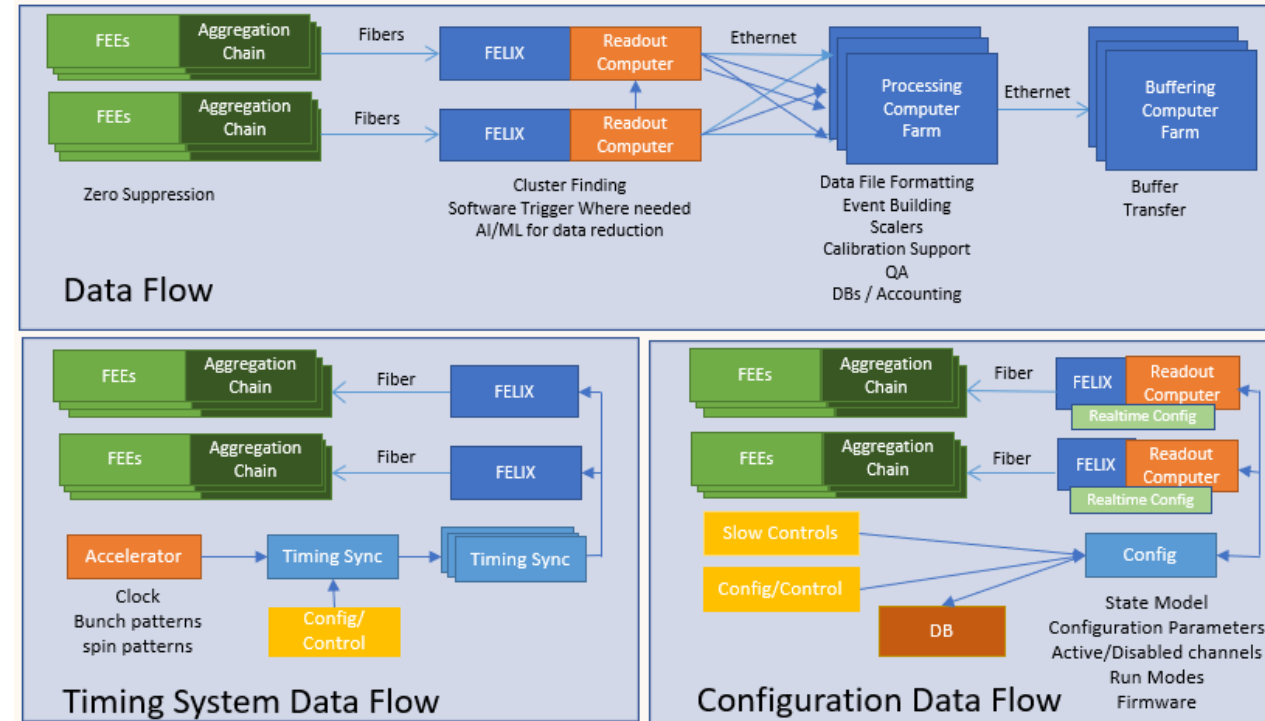 FEEs
Aggregation
Chain
Fibers
FELIX
Readout
Computer
Ethernet
Processing
Computer
Farm
Ethernet
Buffering
Computer
Farm
FEEs
Aggregation
Chain
Fibers
FELIX
Readout
Computer
Zero Suppression
Cluster Finding
Software Trigger Where needed
AI/ML for data reduction
Data File Formatting
Event Building
Scalers
Calibration Support
QA
DBs / Accounting
Buffer
Transfer
Data Flow
FEEs
Aggregation
Chain
Fiber
FELIX
FEEs
Aggregation
Chain
Fiber
FELIX
Accelerator
Timing Sync
Timing Sync
Clock
Bunch patterns
spin patterns
Config/
Control
Timing System Data Flow
FEEs
Aggregation
Chain
Fiber
FELIX
Readout
Computer
Realtime Config
FEEs
Aggregation
Chain
Fiber
FELIX
Readout
Computer
Realtime Config
Slow Controls
Config/Control
Config
DB
State Model
Configuration Parameters
Active/Disabled channels
Run Modes
Firmware
Configuration Data Flow